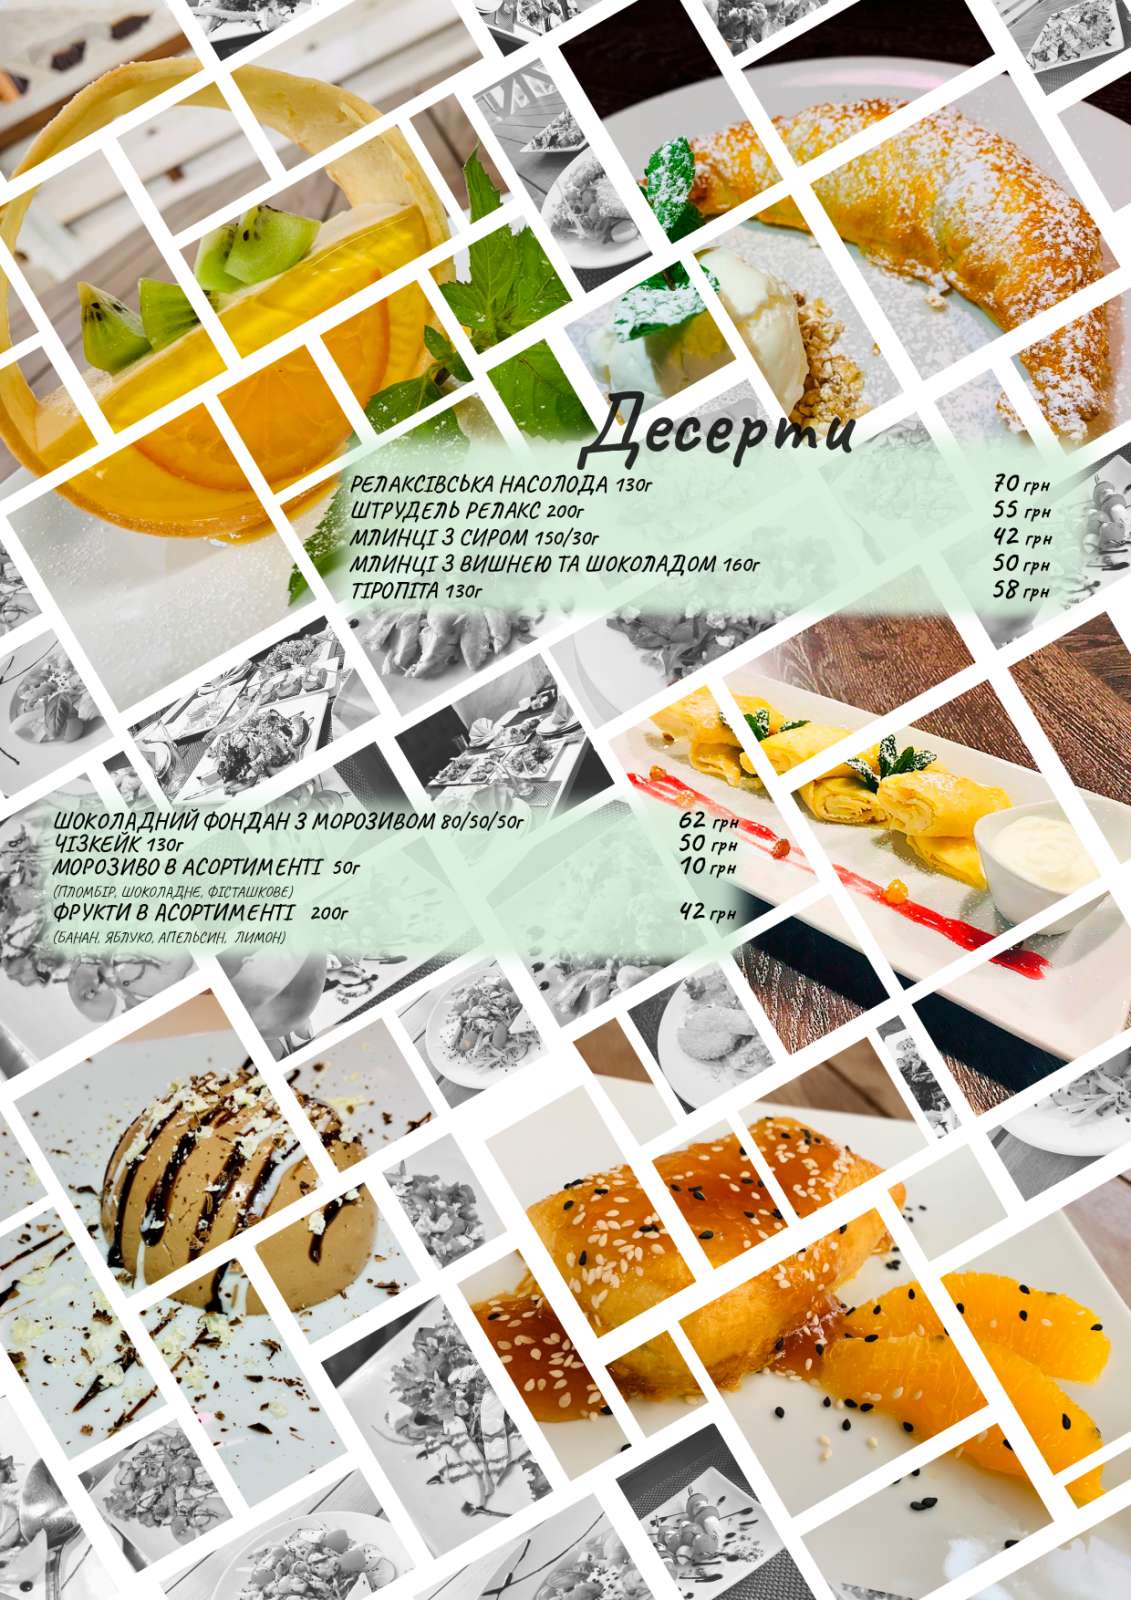 Десерти
РЕЛАКСІВСЬКА НАСОЛОДА 130г 70 грн
ШТРУДЕЛЬ РЕЛАКС 200г 55 грн
МЛИНЦІ З СИРОМ 150/30г 42 грн
МЛИНЦІ З ВИШНЕЮ ТА ШОКОЛАДОМ 160г 50 грн
ТІРОПІТА 130г 58 грн
ШОКОЛАДНИЙ ФОНДАН З МОРОЗИВОМ 80/50/50г 62 грн
ЧІЗКЕЙК 130г 50 грн
МОРОЗИВО В АСОРТИМЕНТІ 50г 10 грн
(ПЛОМБІР, ШОКОЛАДНЄ, ФІСТАШКОВЕ)
ФРУКТИ В АСОРТИМЕНТІ 200г 42 грн
(БАНАН, ЯБЛУКО, АПЕЛЬСИН, ЛИМОН)